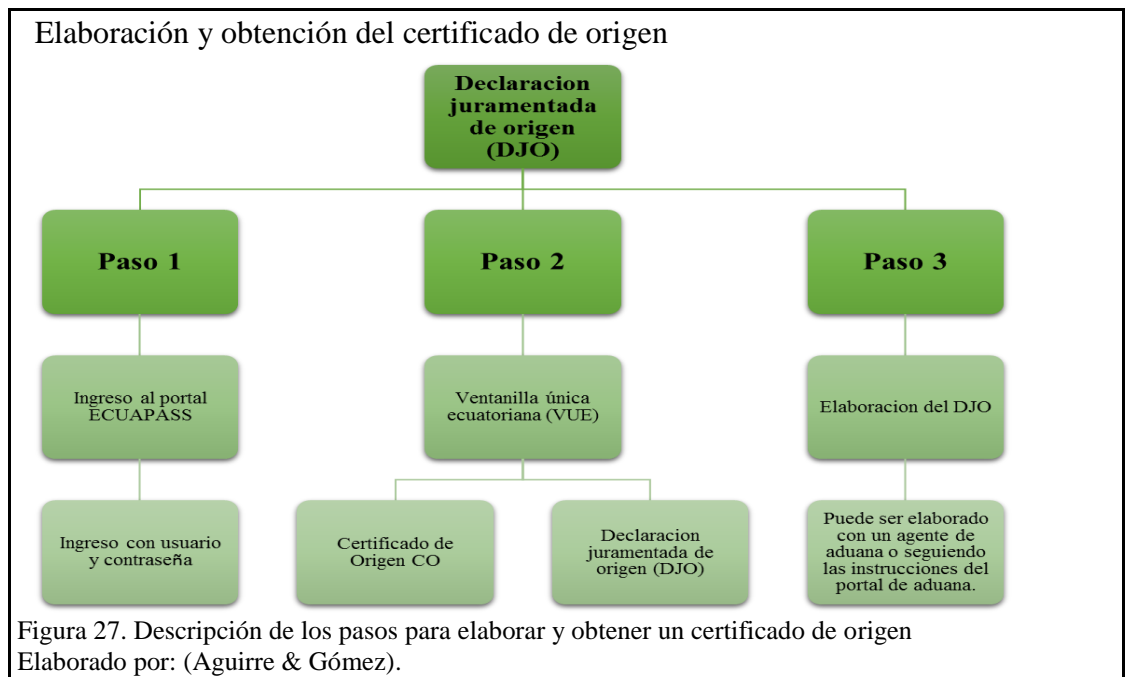 Elaboración y obtención del certificado de origen
Declaracion
juramentada
de origen
(DJO)
Paso 1
Paso 2
Paso 3
Ingreso al portal
ECUAPASS
Ventanilla única
ecuatoriana (VUE)
Elaboracion del DJO
Ingreso con usuario
y contraseña
Certificado de
Origen CO
Declaracion
juramentada de
origen (DJO)
Puede ser elaborado
con un agente de
aduana o seguiendo
las instrucciones del
portal de aduana.
Figura 27. Descripción de los pasos para elaborar y obtener un certificado de origen
Elaborado por: (Aguirre & Gómez).